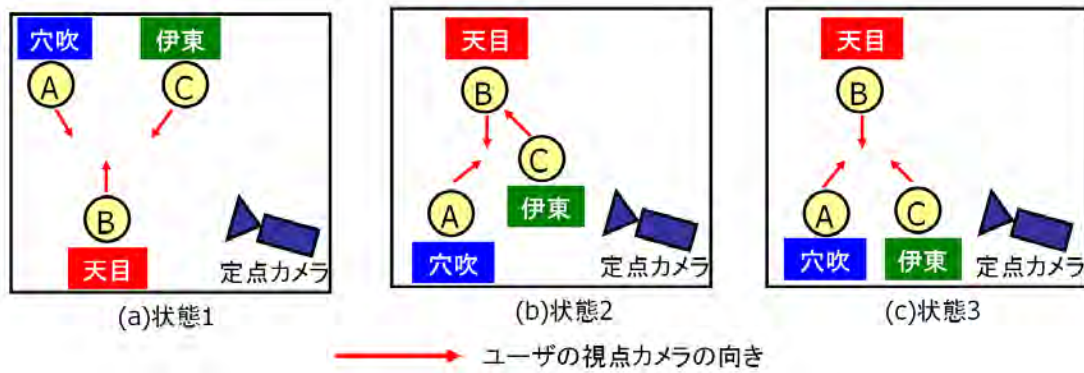 穴吹
伊東
A
C
B
天目
定点カメラ
(a)状態1
天目
B
C
A
伊東
穴吹
定点カメラ
(b)状態2
天目
B
A
C
穴吹
伊東
定点カメラ
(c)状態3
ユーザの視点カメラの向き